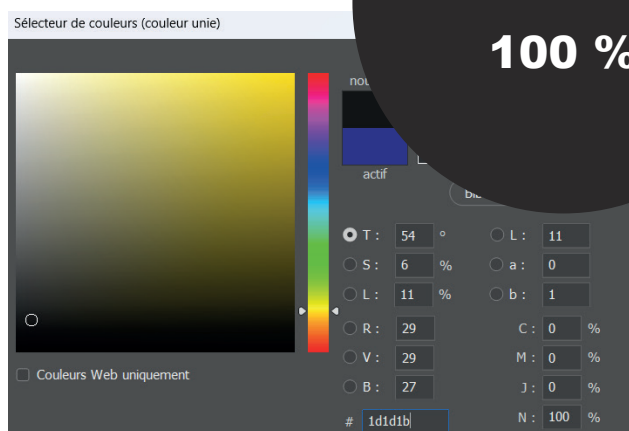 Sélecteur de couleurs (couleur unie)
100 %
actif
T : 54 ° L : 11
S : 6 % a : 0
L : 11 % b : 1
R : 29 C : 0 %
V : 29 M : 0 %
B : 27 J : 0 %
# 1d1d1b N : 100 %
Couleurs Web uniquement